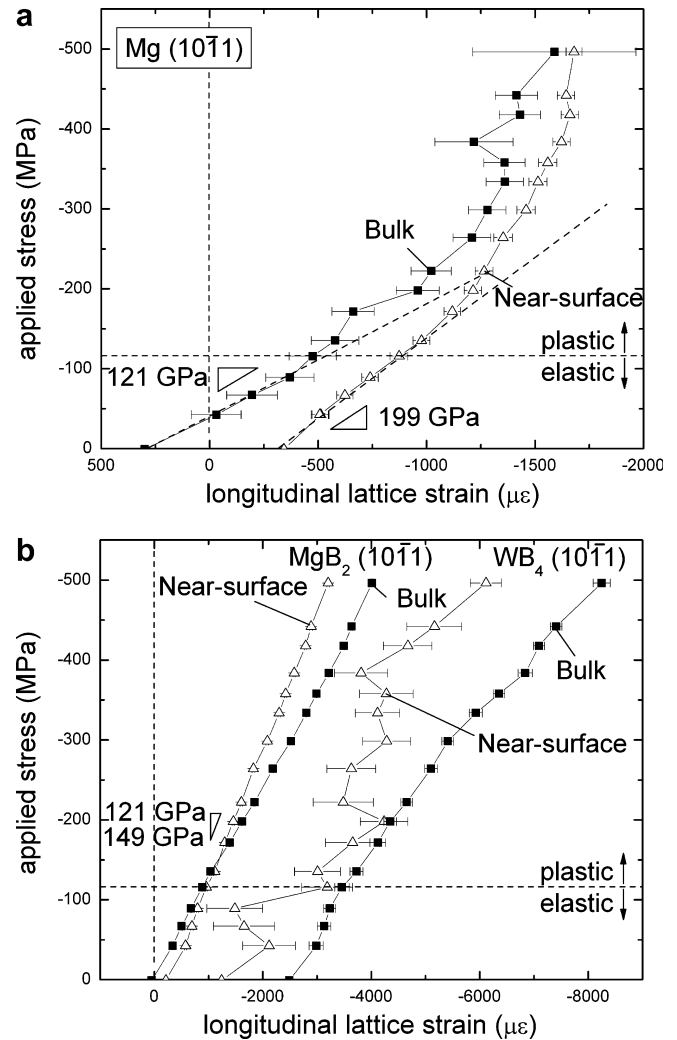 a
Mg (101̄1)
-500
-400
-300
-200
-100
0
applied stress (MPa)
Bulk
Near-surface
plastic
elastic
121 GPa
199 GPa
500
0
-500
-1000
-1500
-2000
longitudinal lattice strain (με)
b
MgB2 (101̄1)
WB4 (101̄1)
Near-surface
Bulk
Bulk
Near-surface
-500
-400
-300
-200
-100
0
applied stress (MPa)
121 GPa
149 GPa
plastic
elastic
0
-2000
-4000
-6000
-8000
longitudinal lattice strain (με)